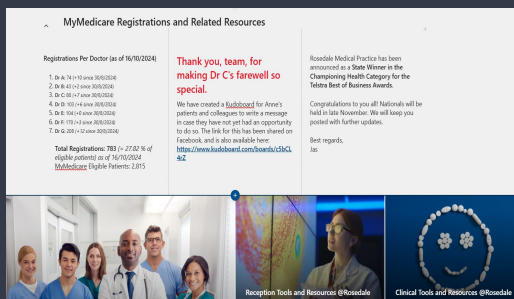 MyMedicare Registrations and Related Resources
Registrations Per Doctor (as of 16/10/2024)
1. Dr A: 74 (+10 since 30/8/2024)
2. Dr B: 43 (+2 since 30/8/2024)
3. Dr C: 80 (+7 since 30/8/2024)
4. Dr D: 103 (+6 since 30/8/2024)
5. Dr E: 104 (+0 since 30/8/2024)
6. Dr F: 170 (+3 since 30/8/2024)
7. Dr G: 209 (+12 since 30/8/2024)
Total Registrations: 783 (= 27.82 % of
eligible patients) as of 16/10/2024
MyMedicare Eligible Patients: 2,815
Thank you, team, for
making Dr C's farewell so
special.
We have created a Kudoboard for Anne's
patients and colleagues to write a message
in case they have not yet had an opportunity
to do so. The link for this has been shared on
Facebook, and is also available here:
https://www.kudoboard.com/boards/c5bCL
4rZ
Rosedale Medical Practice has been
announced as a State Winner in the
Championing Health Category for the
Telstra Best of Business Awards.
Congratulations to you all! Nationals will be
held in late November. We will keep you
posted with further updates.
Best regards,
Jas
Reception Tools and Resources @Rosedale
Clinical Tools and Resources @Rosedale